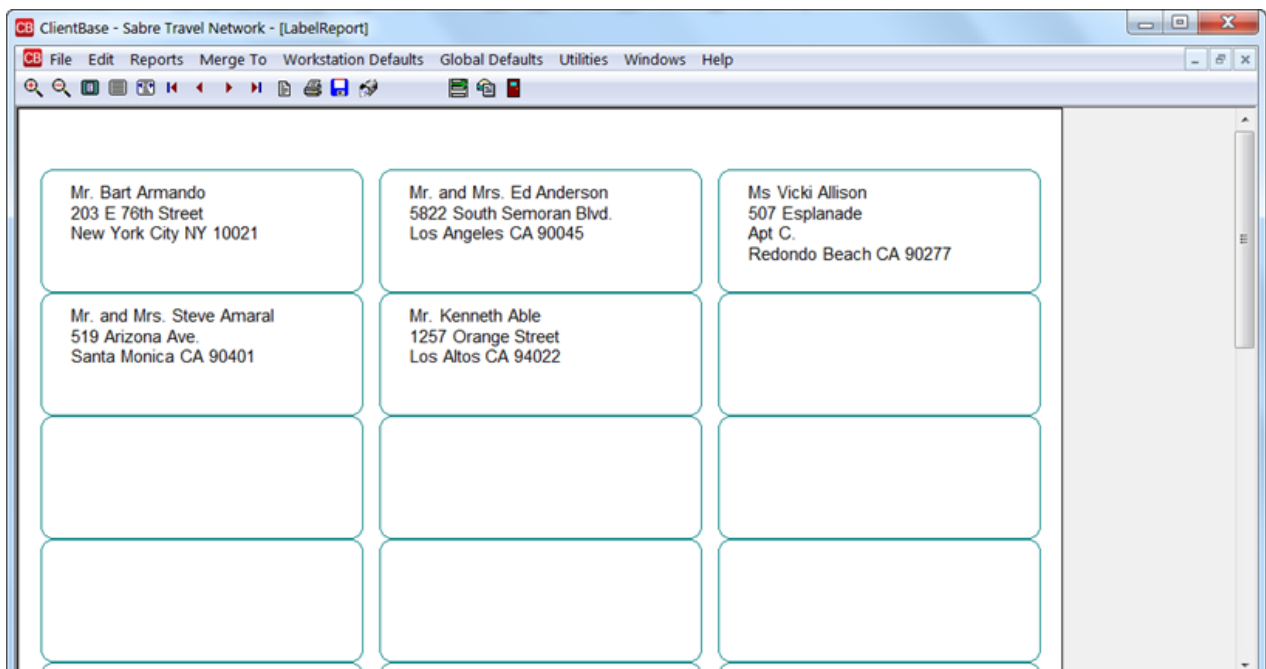 CB ClientBase - Sabre Travel Network - [LabelReport]
CB File Edit Reports Merge To Workstation Defaults Global Defaults Utilities Windows Help
Mr. Bart Armando
203 E 76th Street
New York City NY 10021
Mr. and Mrs. Ed Anderson
5822 South Semoran Blvd.
Los Angeles CA 90045
Ms Vicki Allison
507 Esplanade
Apt C.
Redondo Beach CA 90277
Mr. and Mrs. Steve Amaral
519 Arizona Ave.
Santa Monica CA 90401
Mr. Kenneth Able
1257 Orange Street
Los Altos CA 94022